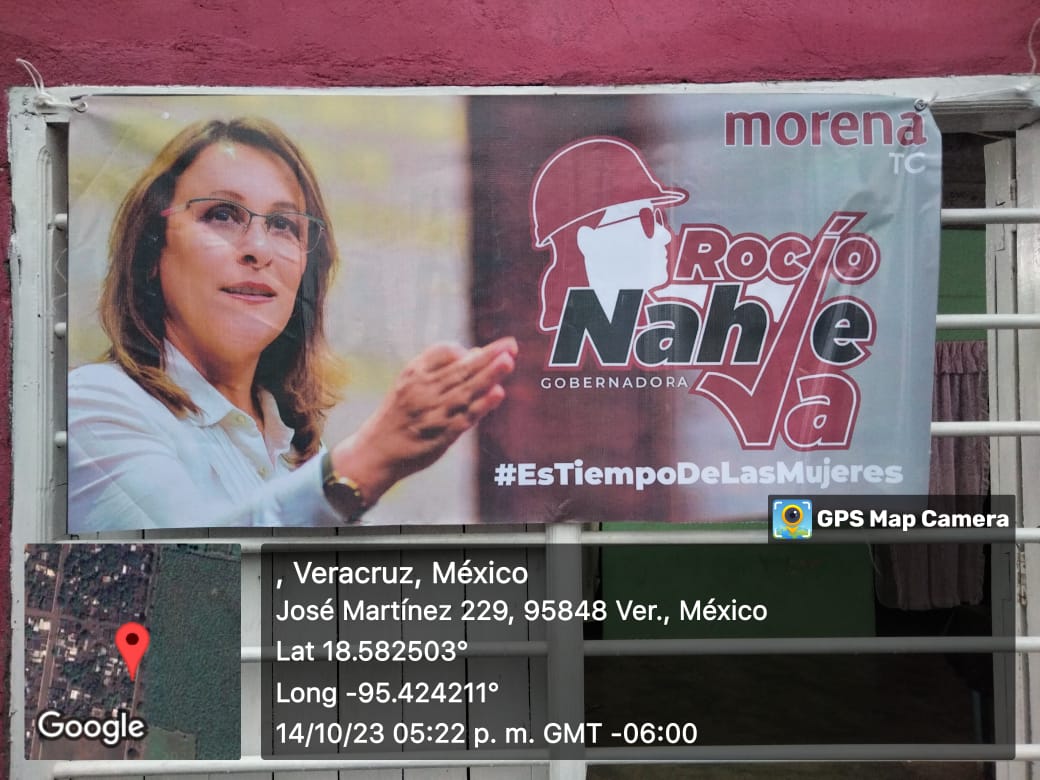 morena
TC
Rocío
Nahle
GOBERNADORA
Va
#EsTiempoDeLasMujeres
GPS Map Camera
, Veracruz, México
José Martínez 229, 95848 Ver., México
Lat 18.582503°
Long -95.424211°
14/10/23 05:22 p. m. GMT -06:00
Google